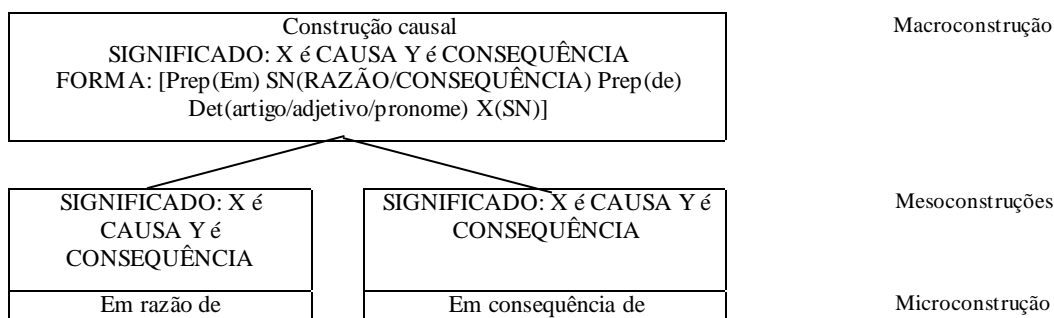 Construção causal
SIGNIFICADO: X é CAUSA Y é CONSEQUÊNCIA
FORMA: [Prep(Em) SN(RAZÃO/CONSEQUÊNCIA) Prep(de)
Det(artigo/adjetivo/pronome) X(SN)]
Macroconstrução
SIGNIFICADO: X é
CAUSA Y é
CONSEQUÊNCIA
SIGNIFICADO: X é CAUSA Y é
CONSEQUÊNCIA
Mesoconstruções
Em razão de
Em consequência de
Microconstrução